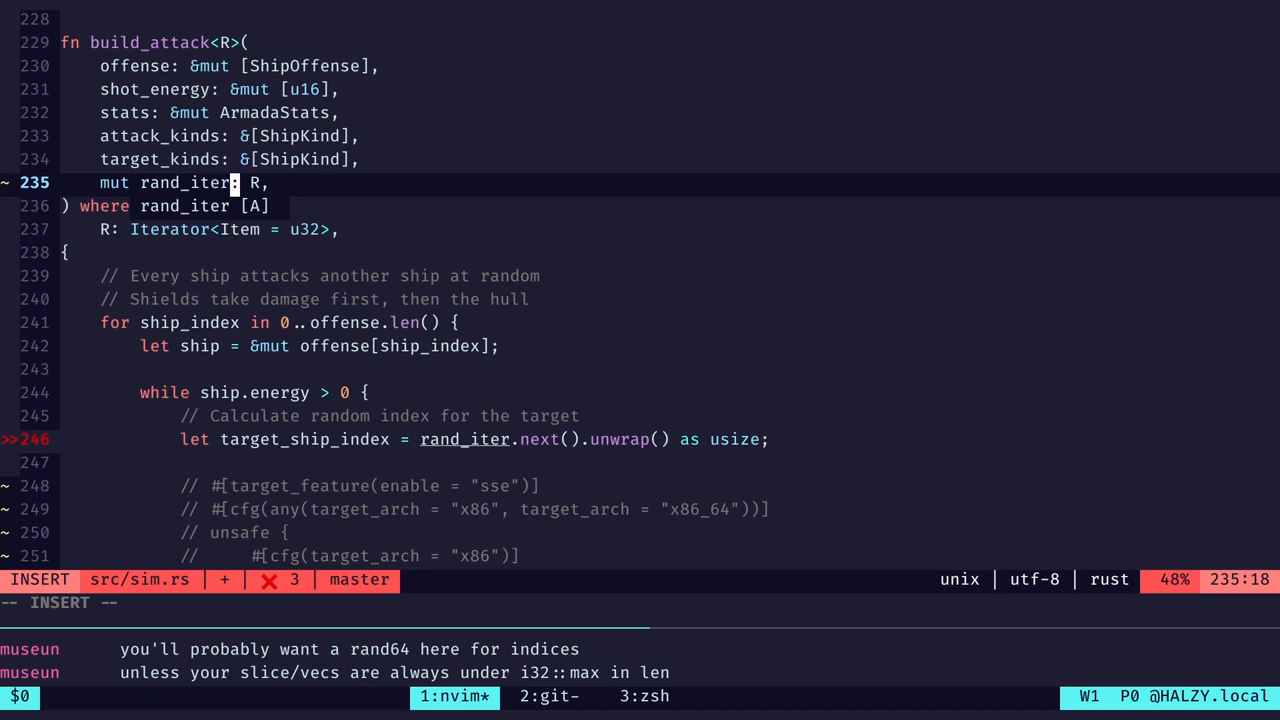 228
229 fn build_attack<R>(
230     offense: &mut [ShipOffense],
231     shot_energy: &mut [u16],
232     stats: &mut ArmadaStats,
233     attack_kinds: &[ShipKind],
234     target_kinds: &[ShipKind],
~ 235     mut rand_iter: R,
236 ) where rand_iter [A]
237     R: Iterator<Item = u32>,
238 {
239     // Every ship attacks another ship at random
240     // Shields take damage first, then the hull
241     for ship_index in 0..offense.len() {
242         let ship = &mut offense[ship_index];
243
244         while ship.energy > 0 {
245             // Calculate random index for the target
>>246             let target_ship_index = rand_iter.next().unwrap() as usize;
247
~ 248             // #[target_feature(enable = "sse")]
~ 249             // #[cfg(any(target_arch = "x86", target_arch = "x86_64"))]
~ 250             // unsafe {
~ 251             //     #[cfg(target_arch = "x86")]
INSERT src/sim.rs | + | ❌ 3 | master unix | utf-8 | rust 48% 235:18
-- INSERT --
museun you'll probably want a rand64 here for indices
museun unless your slice/vecs are always under i32::max in len
$0 1:nvim* 2:git- 3:zsh W1 P0 @HALZY.local